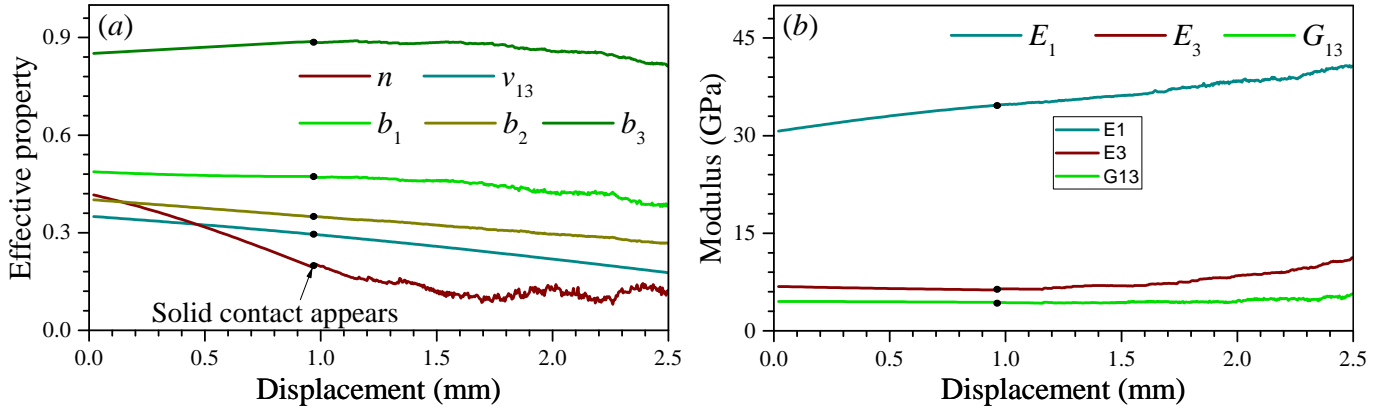 (a)
0.9
0.6
0.3
0.0
Effective property
n v13
b1 b2 b3
Solid contact appears
0.0 0.5 1.0 1.5 2.0 2.5
Displacement (mm)
(b)
45
30
15
0
Modulus (GPa)
E1 E3 G13
E1
E3
G13
0.0 0.5 1.0 1.5 2.0 2.5
Displacement (mm)